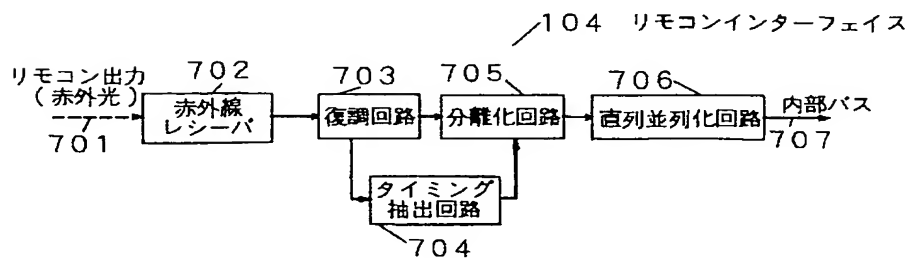 104 リモコンインターフェイス
リモコン出力
(赤外光)
701
702
赤外線
レシーバ
703
復調回路
704
タイミング
抽出回路
705
分離化回路
706
直列並列化回路
内部バス
707